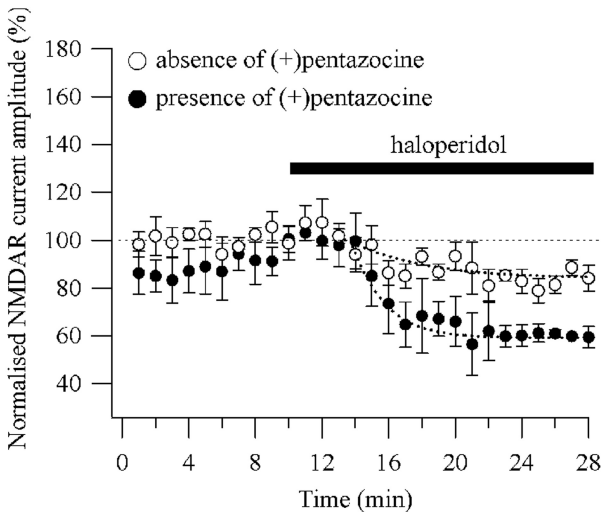 Normalised NMDAR current amplitude (%)
180
160
140
120
100
80
60
40
absence of (+)pentazocine
presence of (+)pentazocine
haloperidol
0 4 8 12 16 20 24 28
Time (min)